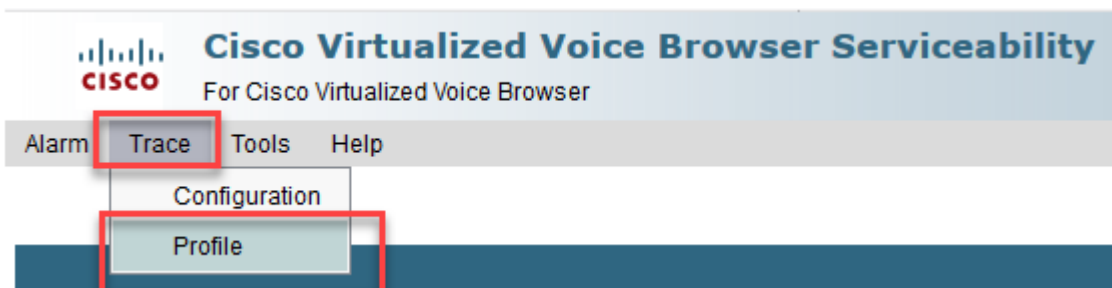 Cisco Virtualized Voice Browser Serviceability
CISCO
For Cisco Virtualized Voice Browser
Alarm Trace Tools Help
Configuration
Profile